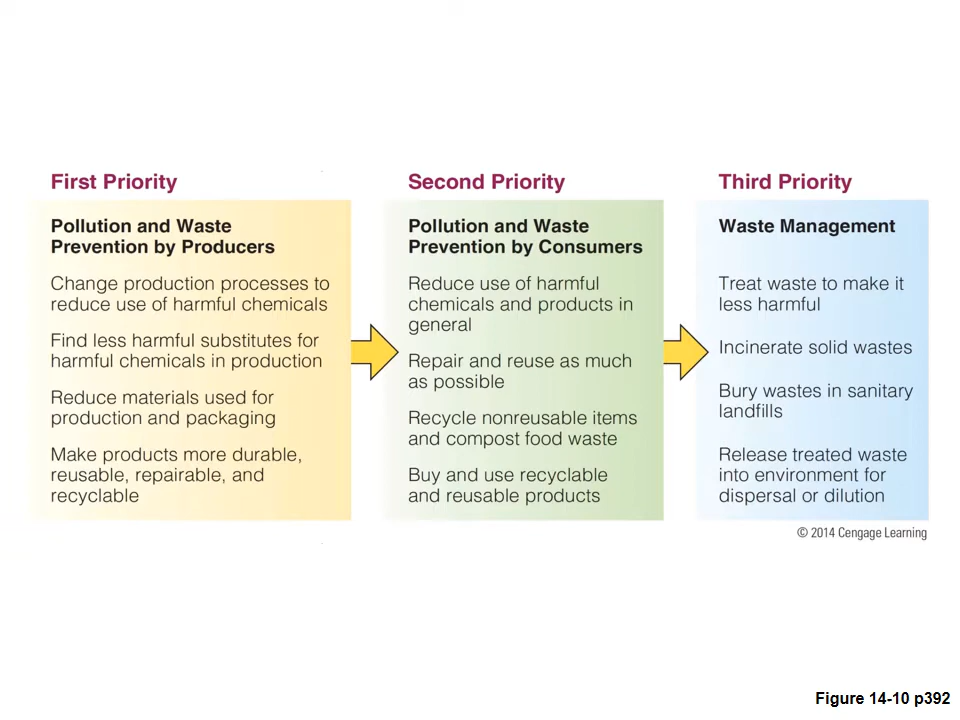 First Priority
Pollution and Waste
Prevention by Producers
Change production processes to
reduce use of harmful chemicals
Find less harmful substitutes for
harmful chemicals in production
Reduce materials used for
production and packaging
Make products more durable,
reusable, repairable, and
recyclable
Second Priority
Pollution and Waste
Prevention by Consumers
Reduce use of harmful
chemicals and products in
general
Repair and reuse as much
as possible
Recycle nonreusable items
and compost food waste
Buy and use recyclable
and reusable products
Third Priority
Waste Management
Treat waste to make it
less harmful
Incinerate solid wastes
Bury wastes in sanitary
landfills
Release treated waste
into environment for
dispersal or dilution
© 2014 Cengage Learning
Figure 14-10 p392